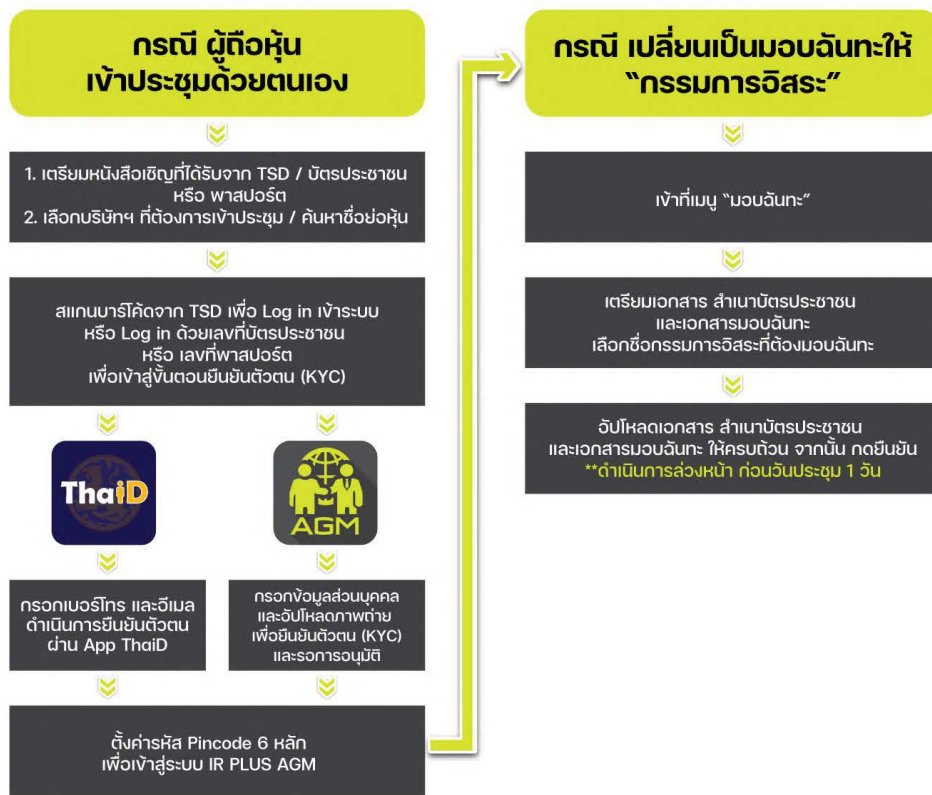 กรณี ผู้ถือหุ้น
เข้าประชุมด้วยตนเอง
1. เตรียมหนังสือเชิญที่ได้รับจาก TSD / บัตรประชาชน
หรือ พาสปอร์ต
2. เลือกบริษัทฯ ที่ต้องการเข้าประชุม / ค้นหาชื่อย่อหุ้น
สแกนบาร์โค้ดจาก TSD เพื่อ Log in เข้าระบบ
หรือ Log in ด้วยเลขที่บัตรประชาชน
หรือ เลขที่พาสปอร์ต
เพื่อเข้าสู่ขั้นตอนยืนยันตัวตน (KYC)
ThaiD
กรอกเบอร์โทร และอีเมล
ดำเนินการยืนยันตัวตน
ผ่าน App ThaiD
AGM
กรอกข้อมูลส่วนบุคคล
และอัปโหลดภาพถ่าย
เพื่อยืนยันตัวตน (KYC)
และรอการอนุมัติ
ตั้งค่ารหัส Pincode 6 หลัก
เพื่อเข้าสู่ระบบ IR PLUS AGM
กรณี เปลี่ยนเป็นมอบฉันทะให้
“กรรมการอิสระ”
เข้าที่เมนู “มอบฉันทะ”
เตรียมเอกสาร สำเนาบัตรประชาชน
และเอกสารมอบฉันทะ
เลือกชื่อกรรมการอิสระที่ต้องมอบฉันทะ
อัปโหลดเอกสาร สำเนาบัตรประชาชน
และเอกสารมอบฉันทะ ให้ครบถ้วน จากนั้น กดยืนยัน
**ดำเนินการล่วงหน้า ก่อนวันประชุม 1 วัน